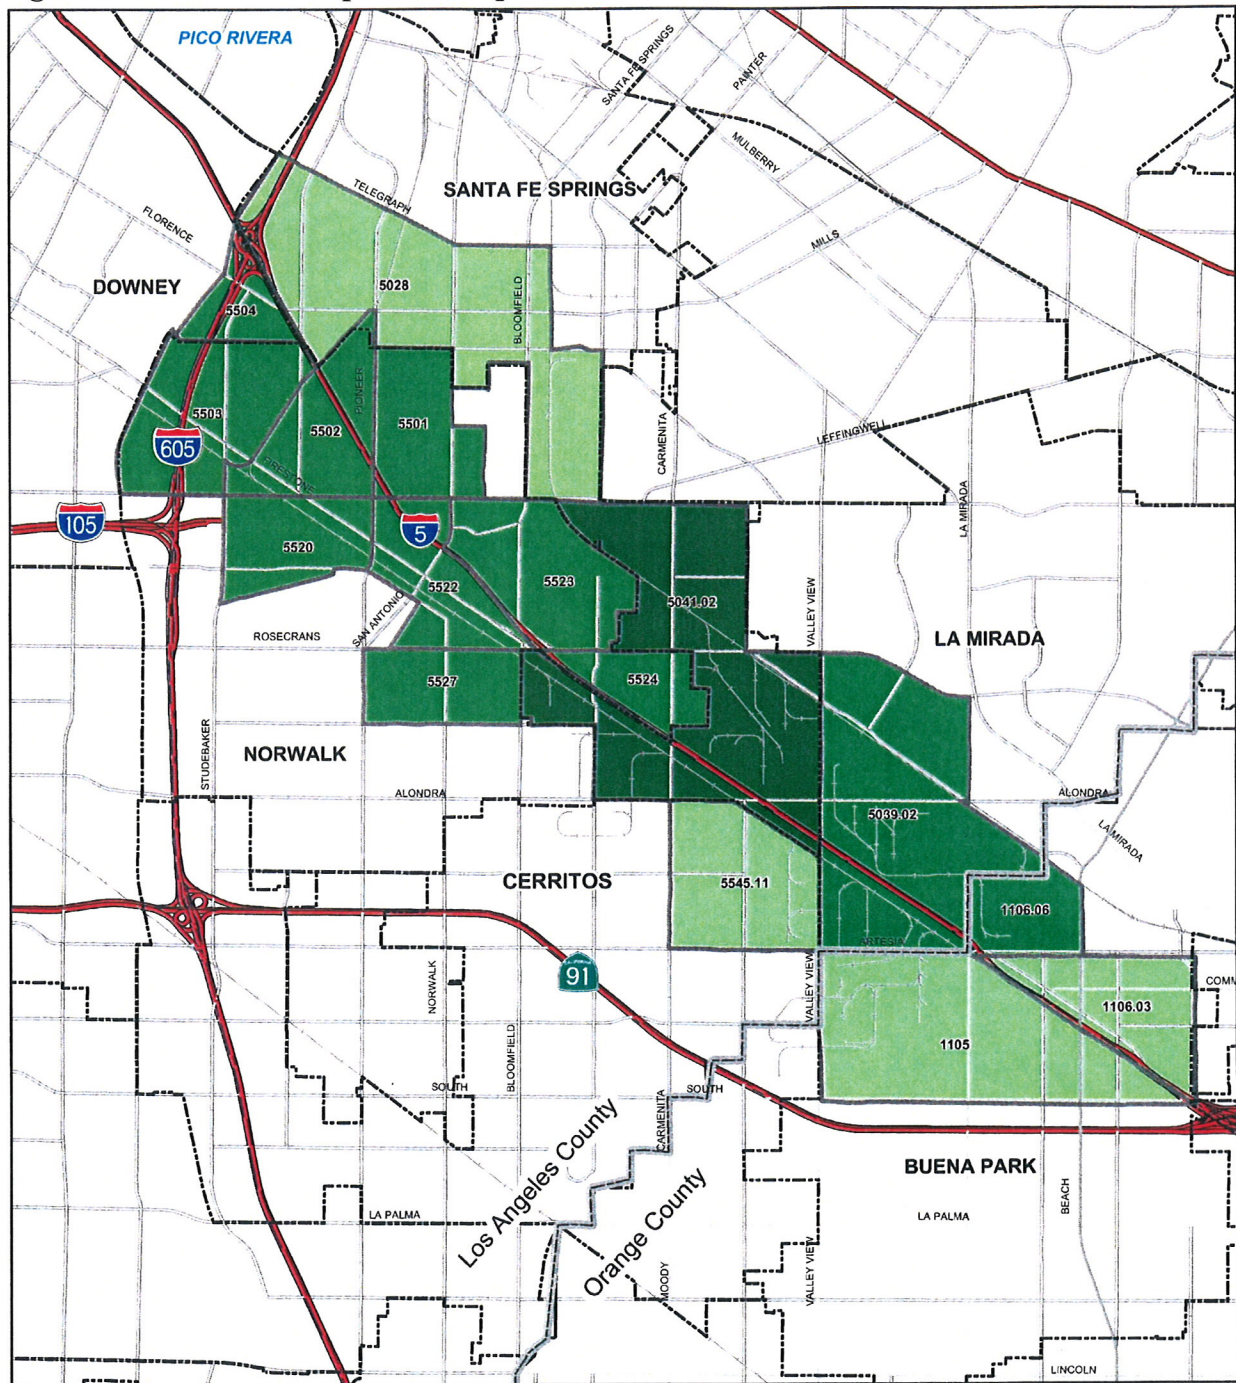 PICO RIVERA
SANTA FE SPRINGS
PAINTER
MULBERRY
TELEGRAPH
SANTA FE SPRINGS
FLORENCE
MILLS
DOWNEY
5028
BLOOMFIELD
5504
PIONEER
5503
5502
5501
CARMENITA
LEFFINGWELL
605
FIRESTONE
LA MIRADA
105
5
5520
5522
5523
5041.02
VALLEY VIEW
SAN ANTONIO
ROSECRANS
LA MIRADA
5527
5524
STUDEBAKER
NORWALK
ALONDRA
ALONDRA
5039.02
LA MIRADA
CERRITOS
5545.11
1106.06
ARTESIA
91
NORWALK
VALLEY VIEW
COMM
1106.03
BLOOMFIELD
1105
SOUTH
SOUTH
CARMENITA
Los Angeles County
BUENA PARK
Orange County
BEACH
LA PALMA
LA PALMA
MOODY
VALLEY VIEW
LINCOLN